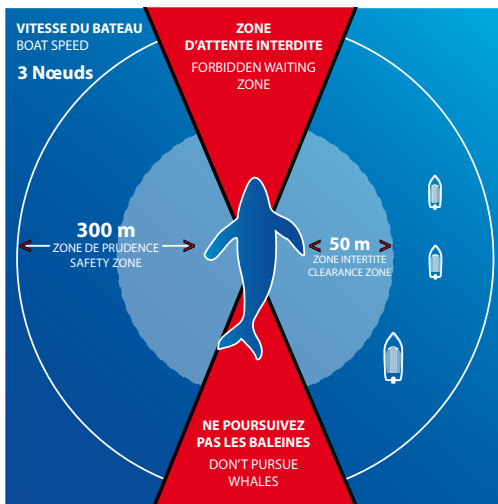 VITESSE DU BATEAU
BOAT SPEED
3 Nœuds
ZONE
D'ATTENTE INTERDITE
FORBIDDEN WAITING
ZONE
300 m
ZONE DE PRUDENCE
SAFETY ZONE
50 m
ZONE INTERTITE
CLEARANCE ZONE
NE POURSUIVEZ
PAS LES BALEINES
DON'T PURSUE
WHALES